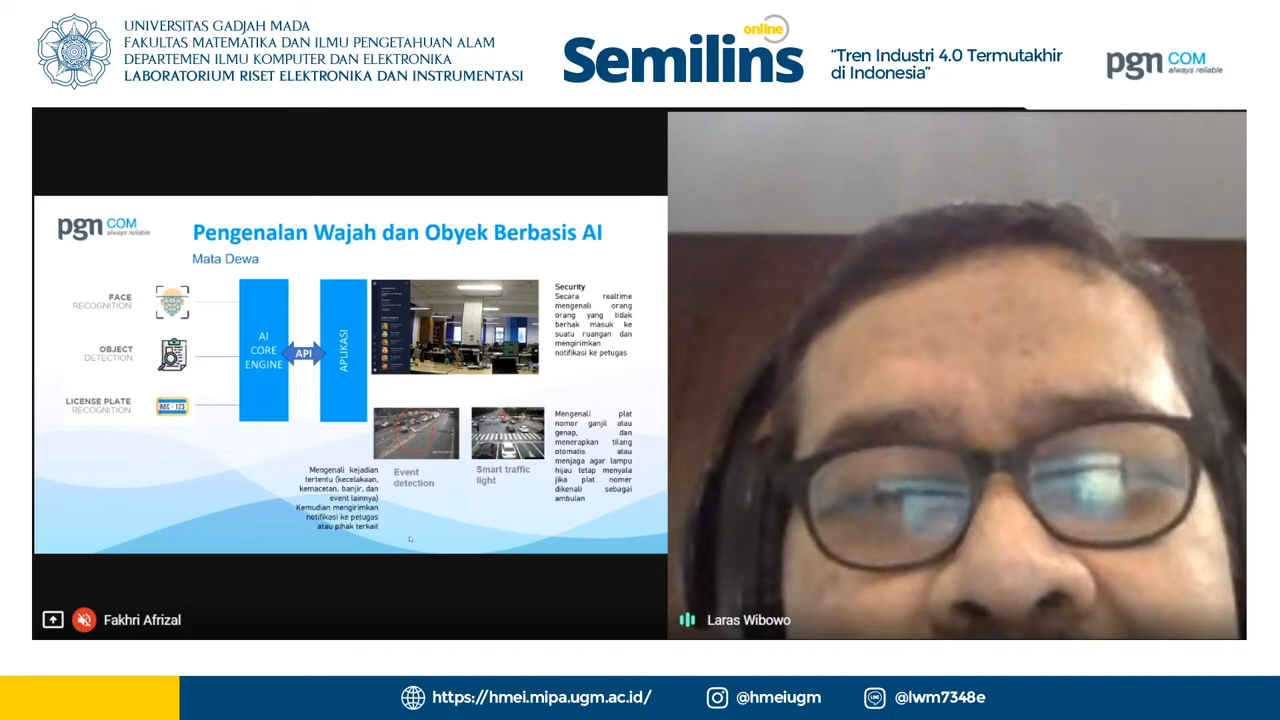 UNIVERSITAS GADJAH MADA
FAKULTAS MATEMATIKA DAN ILMU PENGETAHUAN ALAM
DEPARTEMEN ILMU KOMPUTER DAN ELEKTRONIKA
LABORATORIUM RISET ELEKTRONIKA DAN INSTRUMENTASI
online
Semilins
“Tren Industri 4.0 Termutakhir
di Indonesia”
pgn COM
always reliable
pgn COM
always reliable
Pengenalan Wajah dan Obyek Berbasis AI
Mata Dewa
FACE
RECOGNITION
OBJECT
DETECTION
LICENSE PLATE
RECOGNITION
ABC - 123
AI
CORE
ENGINE
API
APLIKASI
Security
Secara realtime
mengenali orang
orang yang tidak
berhak masuk ke
suatu ruangan dan
mengirimkan
notifikasi ke petugas
Mengenali kejadian
tertentu (kecelakaan,
kemacetan, banjir, dan
event lainnya)
Kemudian mengirimkan
notifikasi ke petugas
atau pihak terkait
Event
detection
Smart traffic
light
Mengenali plat
nomor ganjil atau
genap, dan
menerapkan tilang
otomatis atau
menjaga agar lampu
hijau tetap menyala
jika plat nomer
dikenali sebagai
ambulan
Fakhri Afrizal
Laras Wibowo
https://hmei.mipa.ugm.ac.id/
@hmeiugm
@lwm7348e